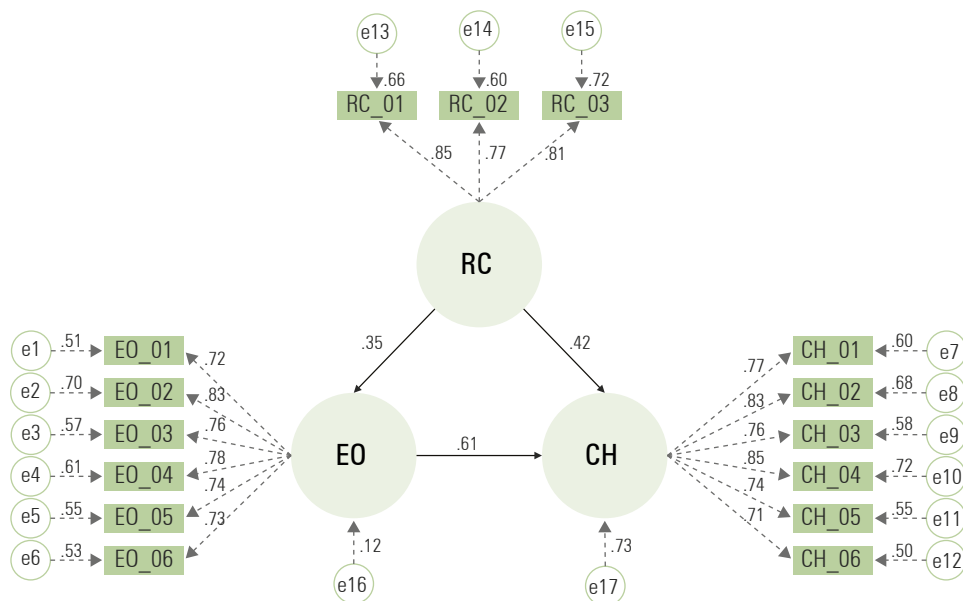 e13 e14 e15
.66 .60 .72
RC_01 RC_02 RC_03
.85 .77 .81
RC
.35 .42
e1 .51 EO_01 .72
e2 .70 EO_02 .83
e3 .57 EO_03 .76
e4 .61 EO_04 .78
e5 .55 EO_05 .74
e6 .53 EO_06 .73
EO .61 CH
.77 CH_01 .60 e7
.83 CH_02 .68 e8
.76 CH_03 .58 e9
.85 CH_04 .72 e10
.74 CH_05 .55 e11
.71 CH_06 .50 e12
.12 .73
e16 e17